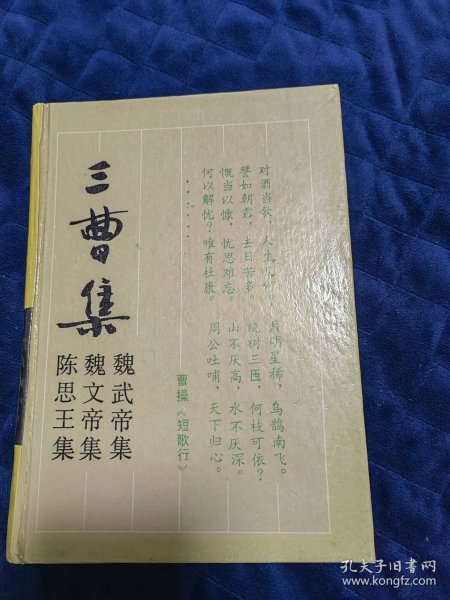 三曹集
魏武帝集
魏文帝集
陈思王集
对酒当歌，人生几何？
譬如朝露，去日苦多。
慨当以慷，忧思难忘。
何以解忧？唯有杜康。
……
月明星稀，乌鹊南飞。
绕树三匝，何枝可依？
山不厌高，水不厌深。
周公吐哺，天下归心。
曹操《短歌行》
孔夫子旧书网
www.kongfz.com